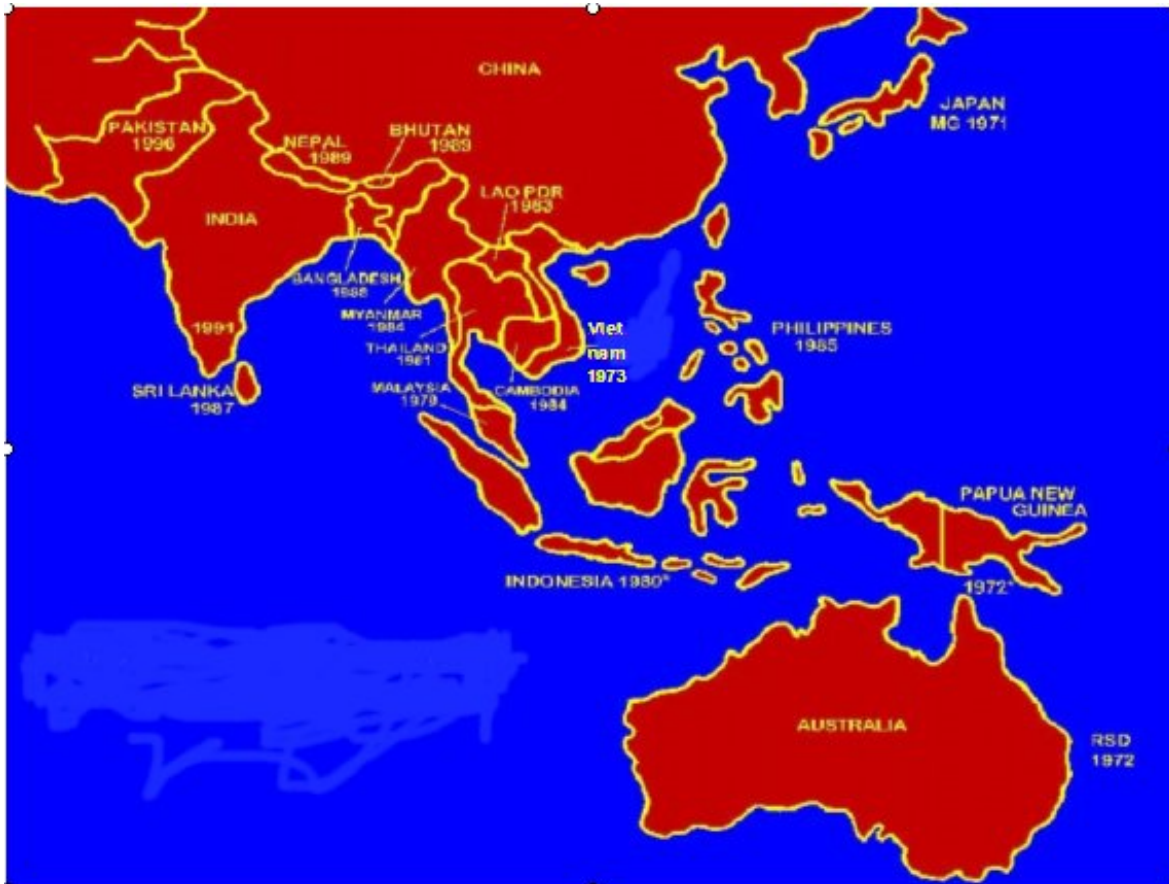 CHINA
JAPAN
MG 1971
PAKISTAN
1996
NEPAL
1989
BHUTAN
1989
LAO PDR
1983
INDIA
BANGLADESH
1988
MYANMAR
1984
THAILAND
1981
Viet
nam
1973
PHILIPPINES
1985
1991
SRI LANKA
1987
MALAYSIA
1979
CAMBODIA
1984
PAPUA NEW
GUINEA
INDONESIA 1980*
1972*
AUSTRALIA
RSD
1972